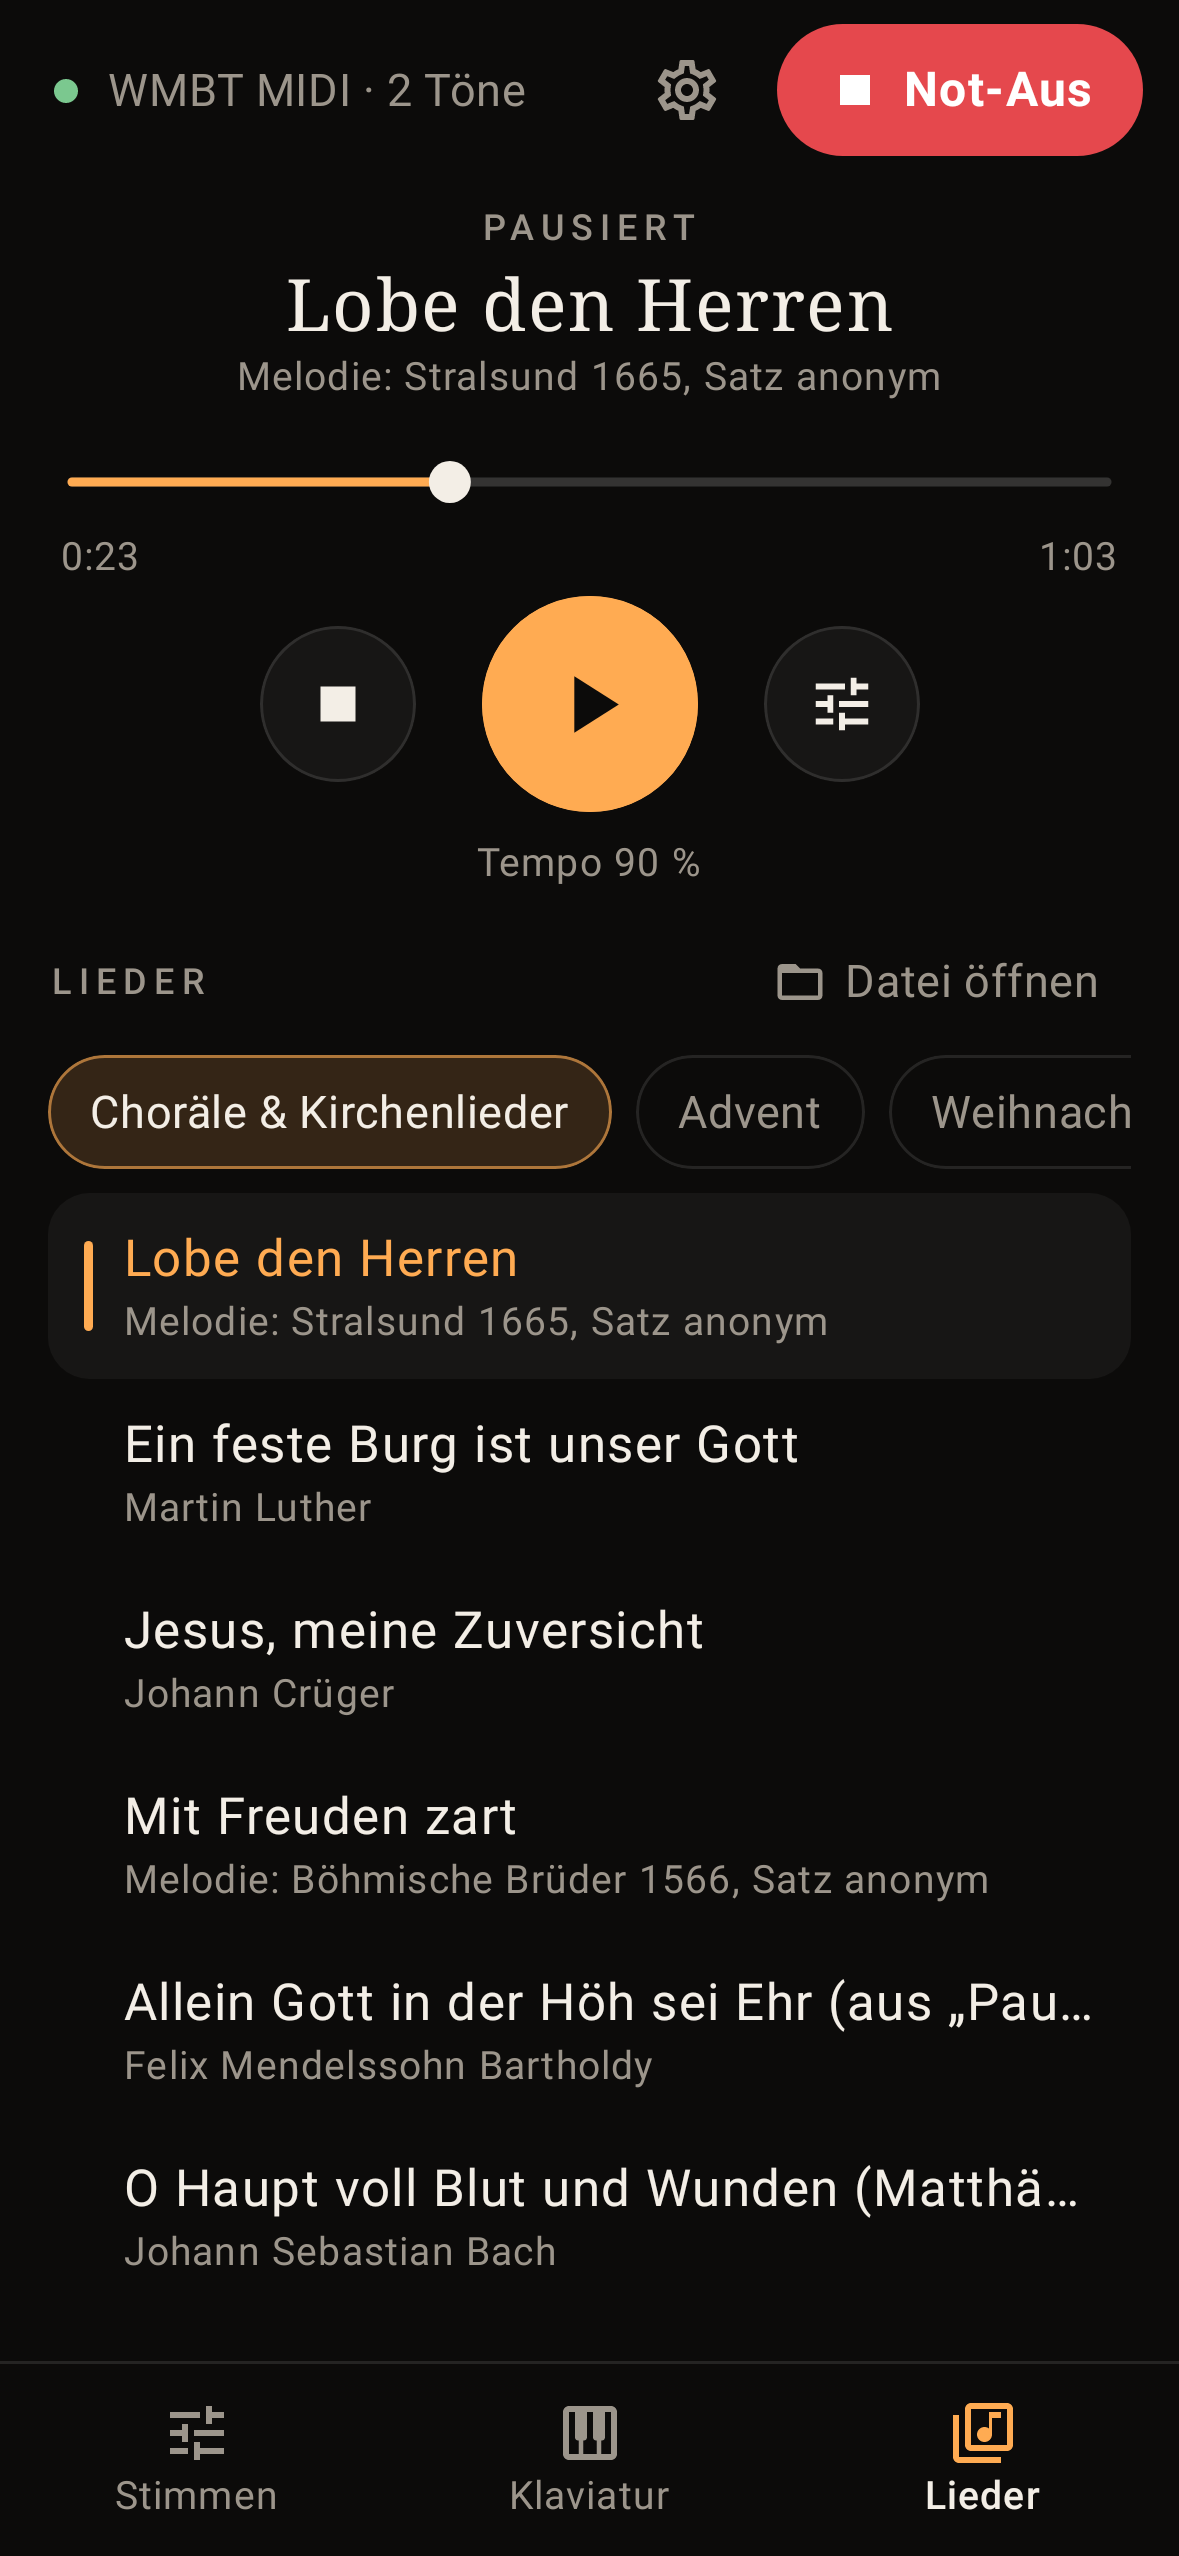 WMBT MIDI · 2 Töne
Not-Aus
PAUSIERT
Lobe den Herren
Melodie: Stralsund 1665, Satz anonym
0:23
1:03
Tempo 90 %
LIEDER
Datei öffnen
Choräle & Kirchenlieder
Advent
Weihnach
Lobe den Herren
Melodie: Stralsund 1665, Satz anonym
Ein feste Burg ist unser Gott
Martin Luther
Jesus, meine Zuversicht
Johann Crüger
Mit Freuden zart
Melodie: Böhmische Brüder 1566, Satz anonym
Allein Gott in der Höh sei Ehr (aus „Pau…
Felix Mendelssohn Bartholdy
O Haupt voll Blut und Wunden (Matthä…
Johann Sebastian Bach
Stimmen
Klaviatur
Lieder